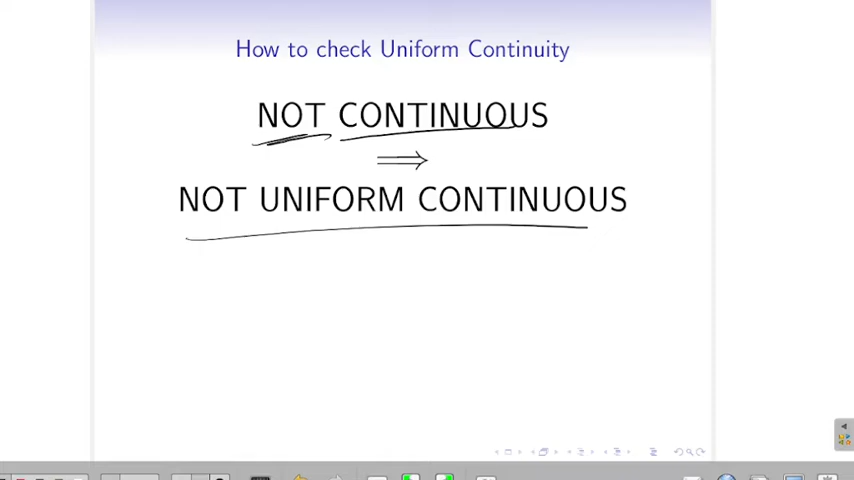 How to check Uniform Continuity
NOT CONTINUOUS
⟹
NOT UNIFORM CONTINUOUS